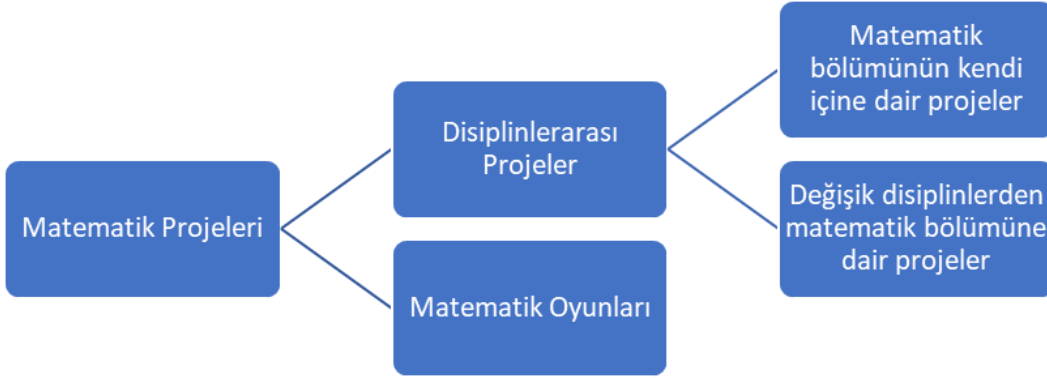 Matematik Projeleri
Disiplinlerarası
Projeler
Matematik
bölümünün kendi
içine dair projeler
Değişik disiplinlerden
matematik bölümüne
dair projeler
Matematik Oyunları